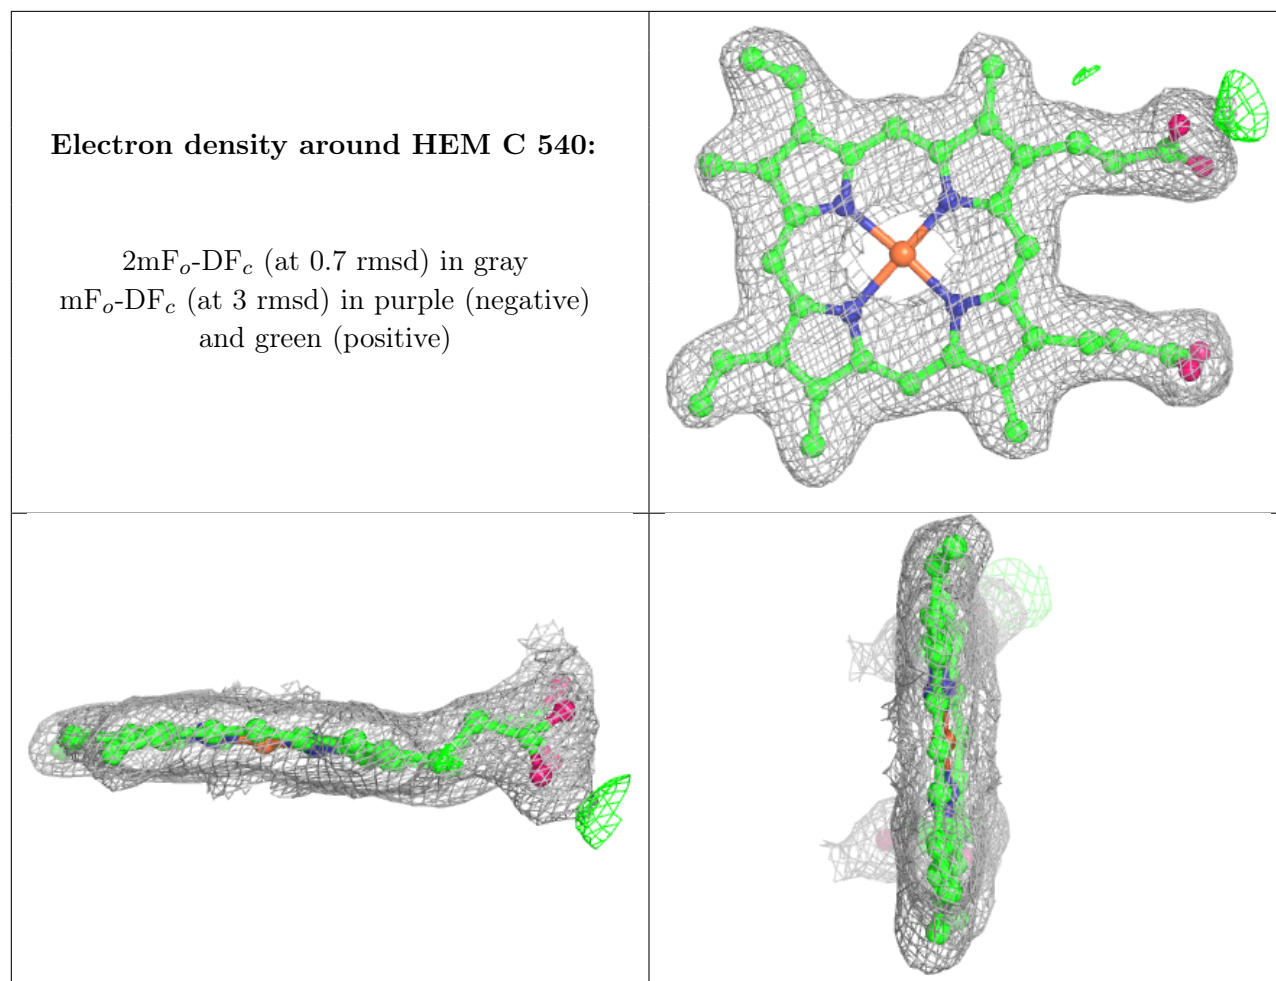 Electron density around HEM C 540:
2mFo-DFc (at 0.7 rmsd) in gray
mFo-DFc (at 3 rmsd) in purple (negative)
and green (positive)